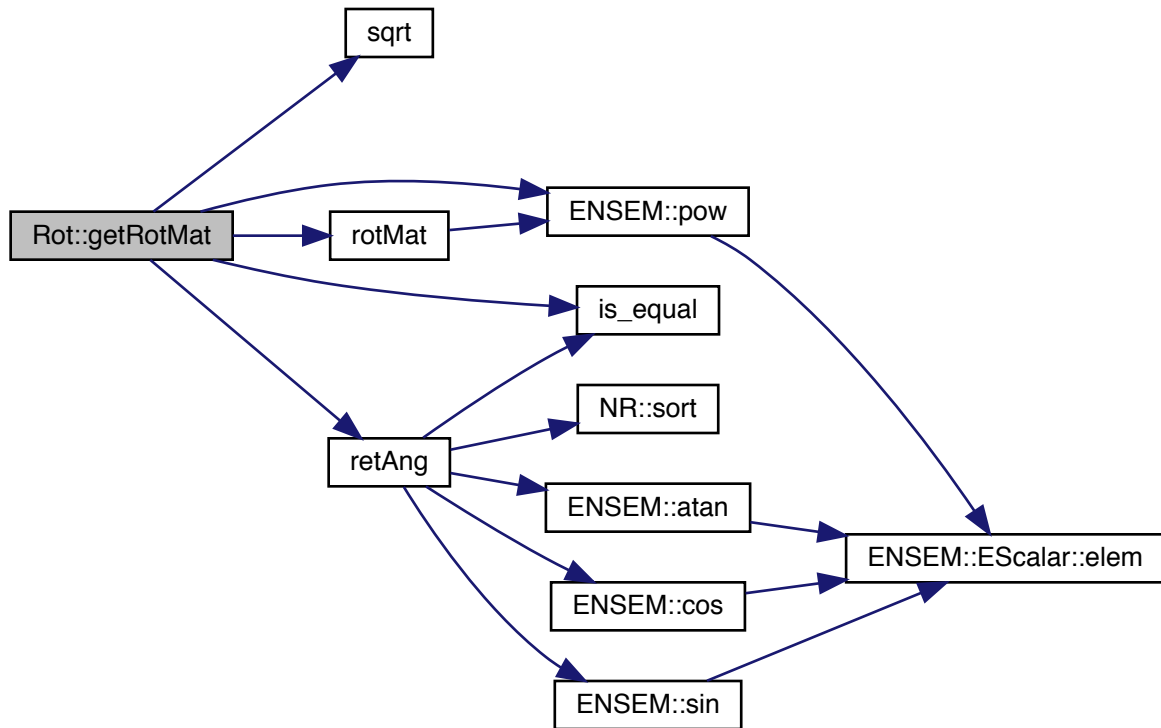 sqrt
Rot::getRotMat
rotMat
ENSEM::pow
is_equal
NR::sort
retAng
ENSEM::atan
ENSEM::EScalar::elem
ENSEM::cos
ENSEM::sin